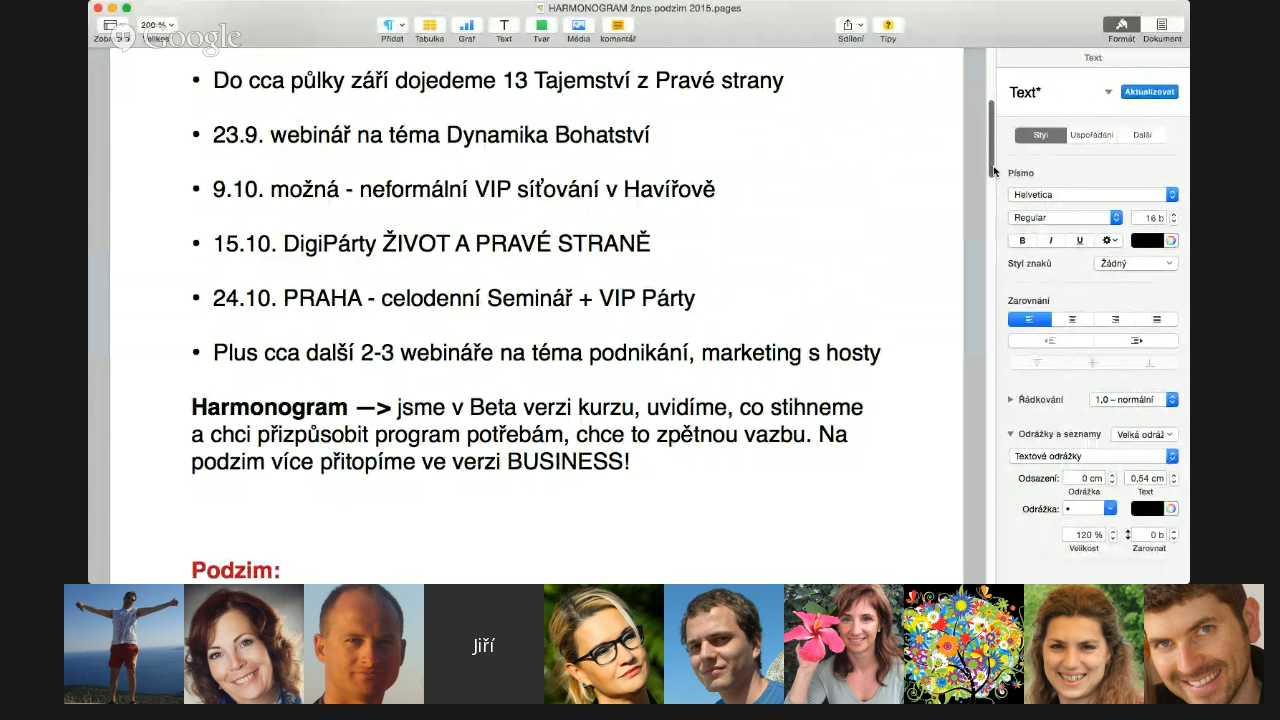 HARMONOGRAM žnps podzim 2015.pages
200 %
Google
Přidat
Tabulka
Graf
Text
Tvar
Média
komentář
Sdílení
Tipy
Formát
Dokument
Text
Text*
Aktualizovat
Styl
Uspořádání
Další
Písmo
Helvetica
Regular
16 b
B I U
Styl znaků
Žádný
Zarovnání
Řádkování
1,0 – normální
Odrážky a seznamy
Velká odráž
Textové odrážky
Odsazení:
0 cm
0,54 cm
Odrážka
Text
Odrážka:
•
120 %
0 b
Velikost
Zarovnat
• Do cca půlky září dojedeme 13 Tajemství z Pravé strany
• 23.9. webinář na téma Dynamika Bohatství
• 9.10. možná - neformální VIP síťování v Havířově
• 15.10. DigiPárty ŽIVOT A PRAVÉ STRANĚ
• 24.10. PRAHA - celodenní Seminář + VIP Párty
• Plus cca další 2-3 webináře na téma podnikání, marketing s hosty
Harmonogram —> jsme v Beta verzi kurzu, uvidíme, co stihneme
a chci přizpůsobit program potřebám, chce to zpětnou vazbu. Na
podzim více přitopíme ve verzi BUSINESS!
Podzim:
Jiří